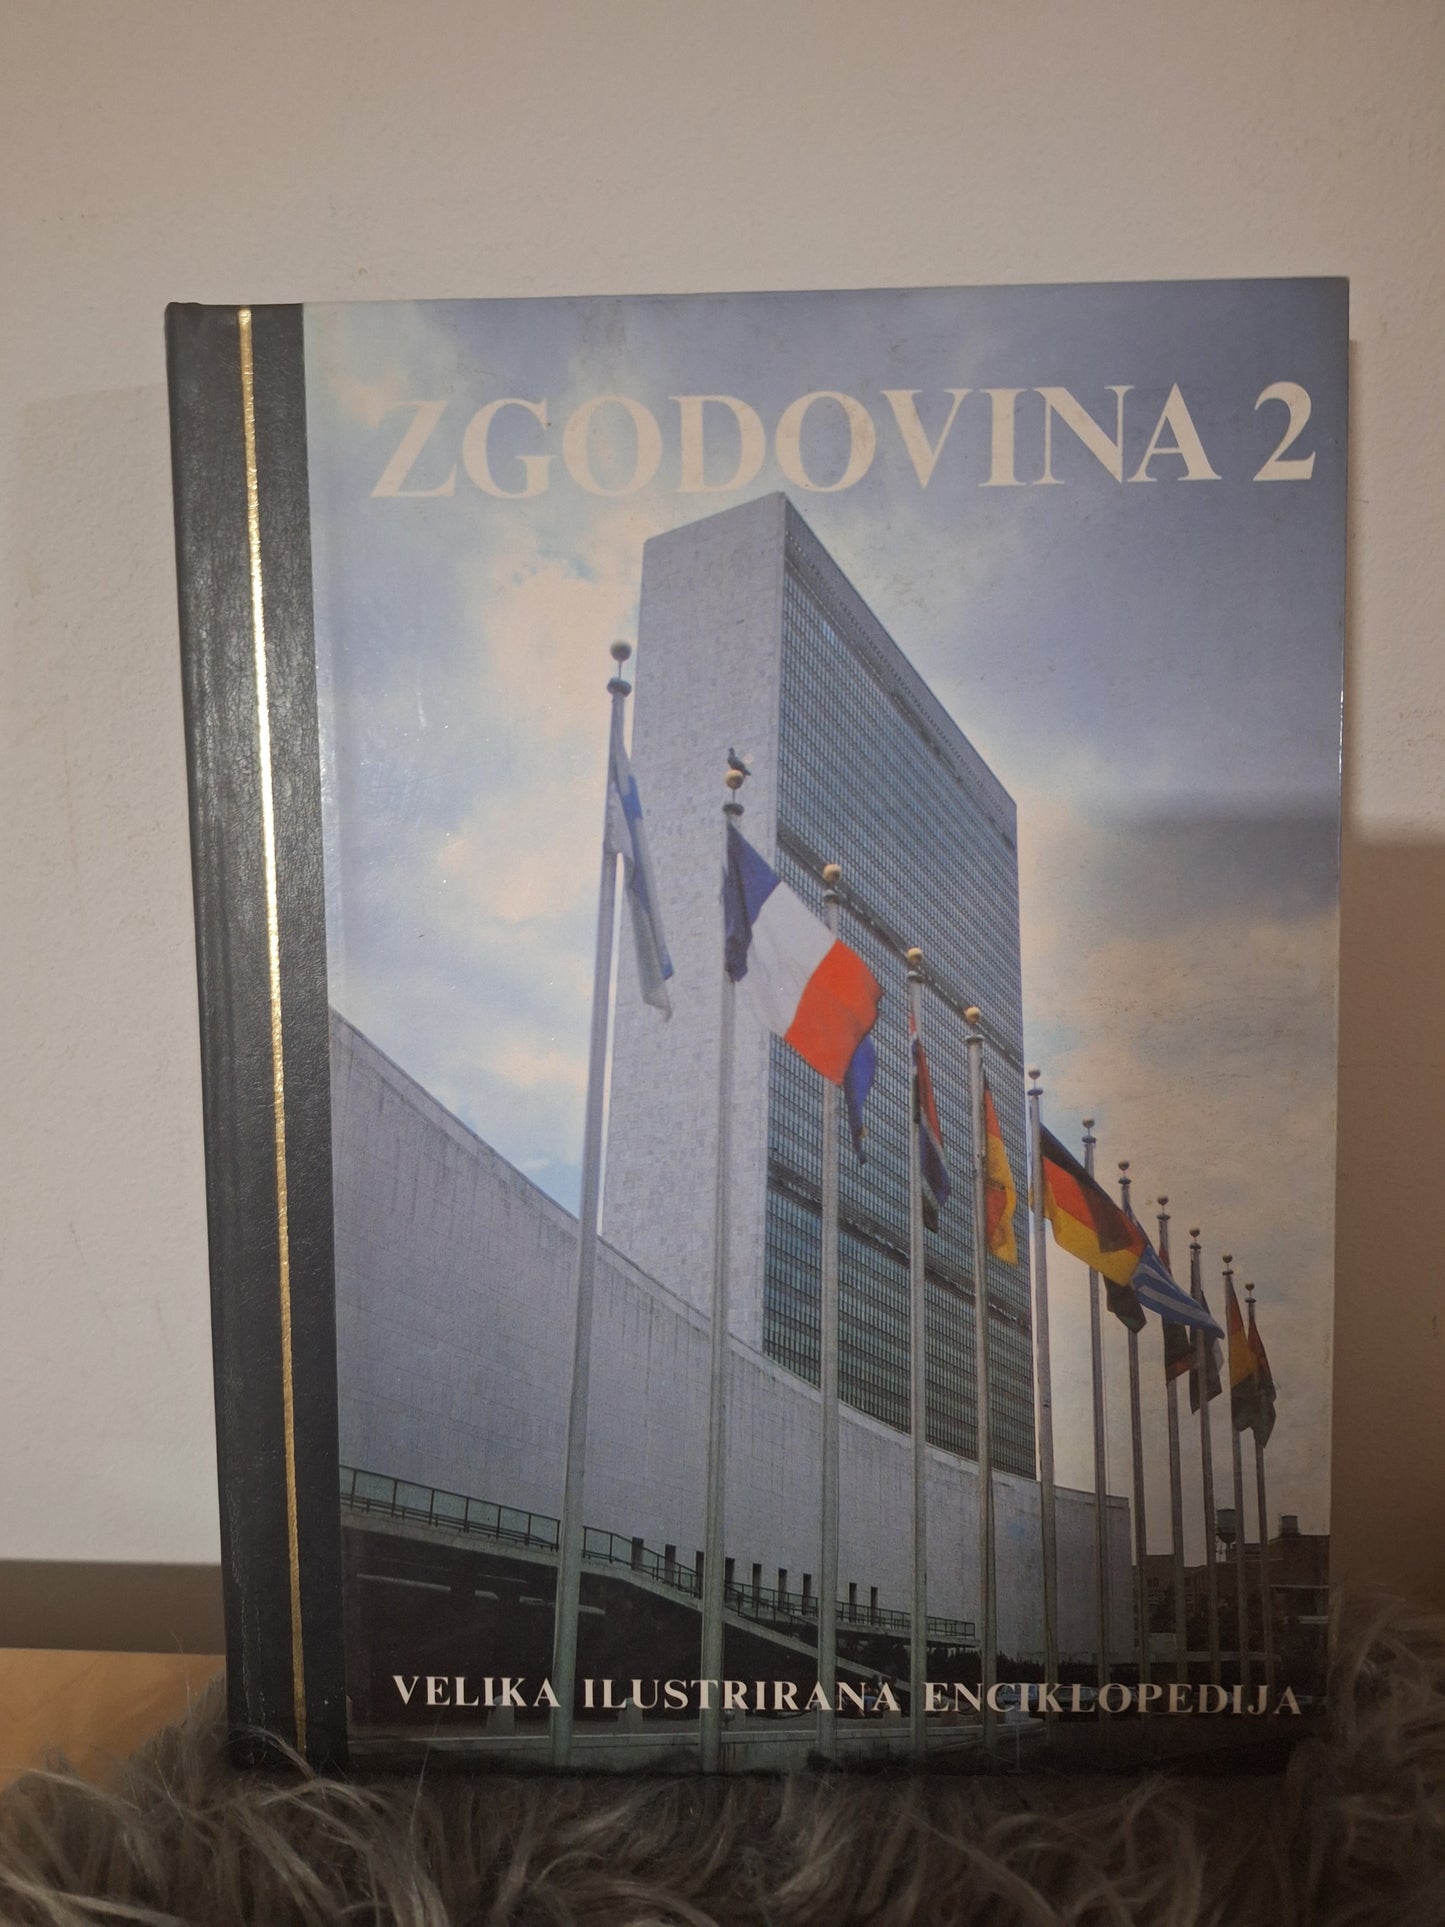 ZGODOVINA 2
VELIKA ILUSTRIRANA ENCIKLOPEDIJA